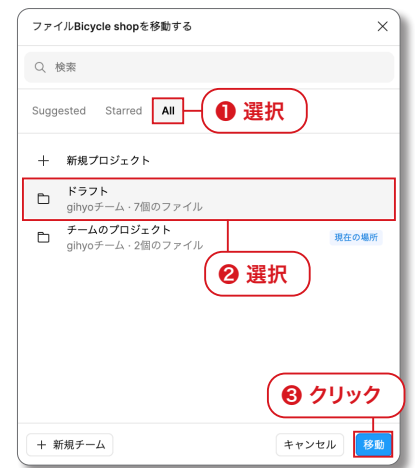 ファイルBicycle shopを移動する
検索
Suggested Starred All
❶ 選択
新規プロジェクト
ドラフト
gihyoチーム · 7個のファイル
チームのプロジェクト
gihyoチーム · 2個のファイル
現在の場所
❷ 選択
❸ クリック
+ 新規チーム
キャンセル
移動